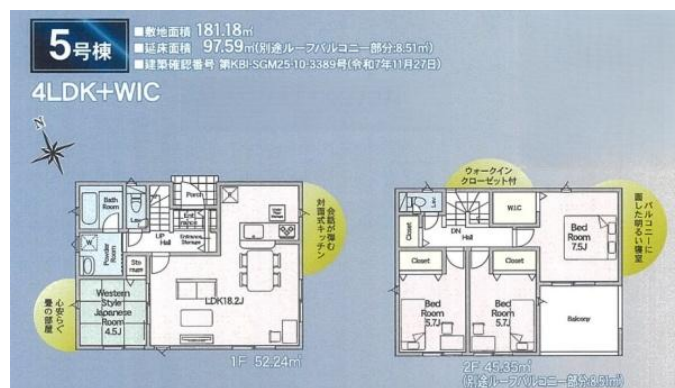 5号棟
■敷地面積 181.18㎡
■延床面積 97.59㎡(別途ルーフバルコニー部分:8.51㎡)
■建築確認番号 第KBI-SGM25-10-3389号(令和7年11月27日)
4LDK+WIC
N
Bath Room
Lav
UP
Hall
Porch
Ent rance
Entrance Storage
W
Powder Room
Sto rage
Western Style Japanese Room 4.5J
LDK18.2J
会話が弾む
対面式キッチン
心安らぐ
畳の部屋
1F 52.24㎡
ウォークイン
クローゼット付
Lav
Closet
DN
Hall
W.I.C
Bed Room 7.5J
Closet
Closet
Bed Room 5.7J
Bed Room 5.7J
Balcony
バルコニーに
面した明るい寝室
2F 45.35㎡
(別途ルーフバルコニー部分:8.51㎡)